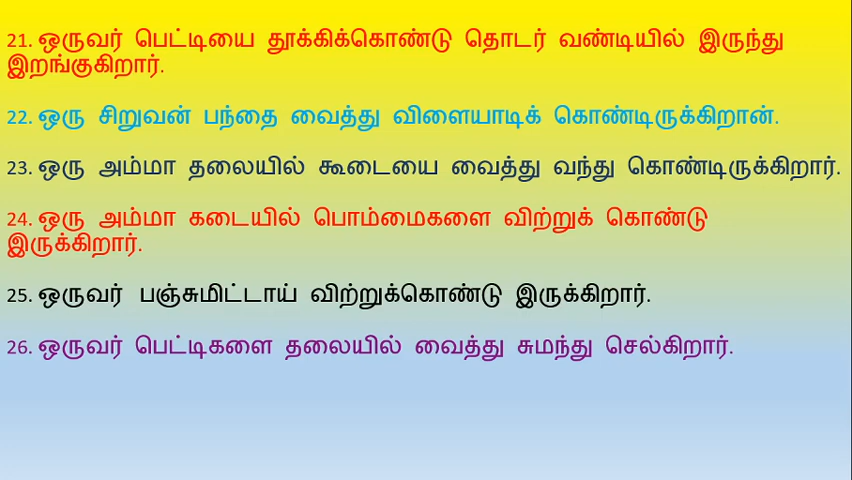 21. ஒருவர் பெட்டியை தூக்கிக்கொண்டு தொடர் வண்டியில் இருந்து
இறங்குகிறார்.
22. ஒரு சிறுவன் பந்தை வைத்து விளையாடிக் கொண்டிருக்கிறான்.
23. ஒரு அம்மா தலையில் கூடையை வைத்து வந்து கொண்டிருக்கிறார்.
24. ஒரு அம்மா கடையில் பொம்மைகளை விற்றுக் கொண்டு
இருக்கிறார்.
25. ஒருவர் பஞ்சுமிட்டாய் விற்றுக்கொண்டு இருக்கிறார்.
26. ஒருவர் பெட்டிகளை தலையில் வைத்து சுமந்து செல்கிறார்.